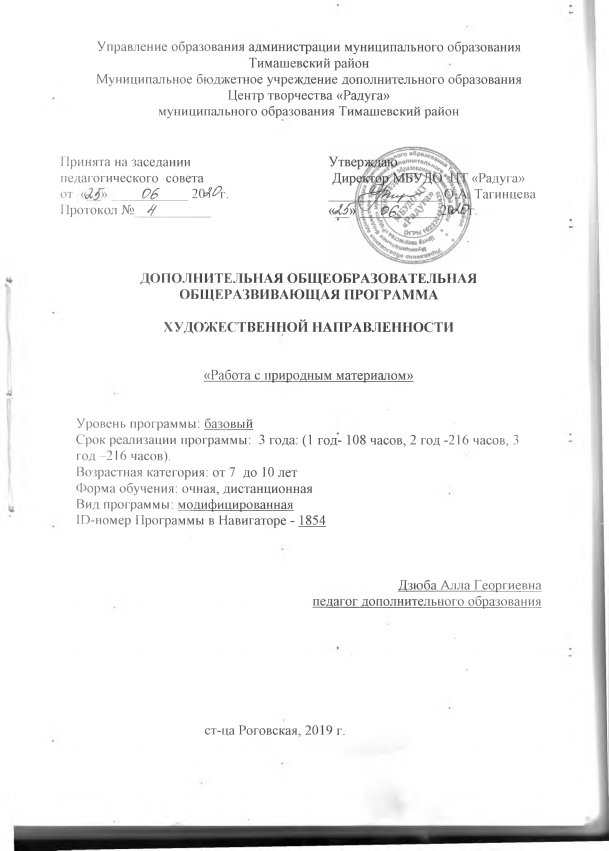 Управление образования администрации муниципального образования
Тимашевский район
Муниципальное бюджетное учреждение дополнительного образования
Центр творчества «Радуга»
муниципального образования Тимашевский район
Принята на заседании
педагогического совета
от «25» 06 2020г.
Протокол № 4
Утверждаю
Директор МБУДО ЦТ «Радуга»
О.А. Тагинцева
«25» 06 2020г.
МБУДО ЦТ
«Радуга»
ДОПОЛНИТЕЛЬНАЯ ОБЩЕОБРАЗОВАТЕЛЬНАЯ
ОБЩЕРАЗВИВАЮЩАЯ ПРОГРАММА
ХУДОЖЕСТВЕННОЙ НАПРАВЛЕННОСТИ
«Работа с природным материалом»
Уровень программы: базовый
Срок реализации программы: 3 года: (1 год- 108 часов, 2 год -216 часов, 3
год –216 часов).
Возрастная категория: от 7 до 10 лет
Форма обучения: очная, дистанционная
Вид программы: модифицированная
ID-номер Программы в Навигаторе - 1854
Дзюба Алла Георгиевна
педагог дополнительного образования
ст-ца Роговская, 2019 г.